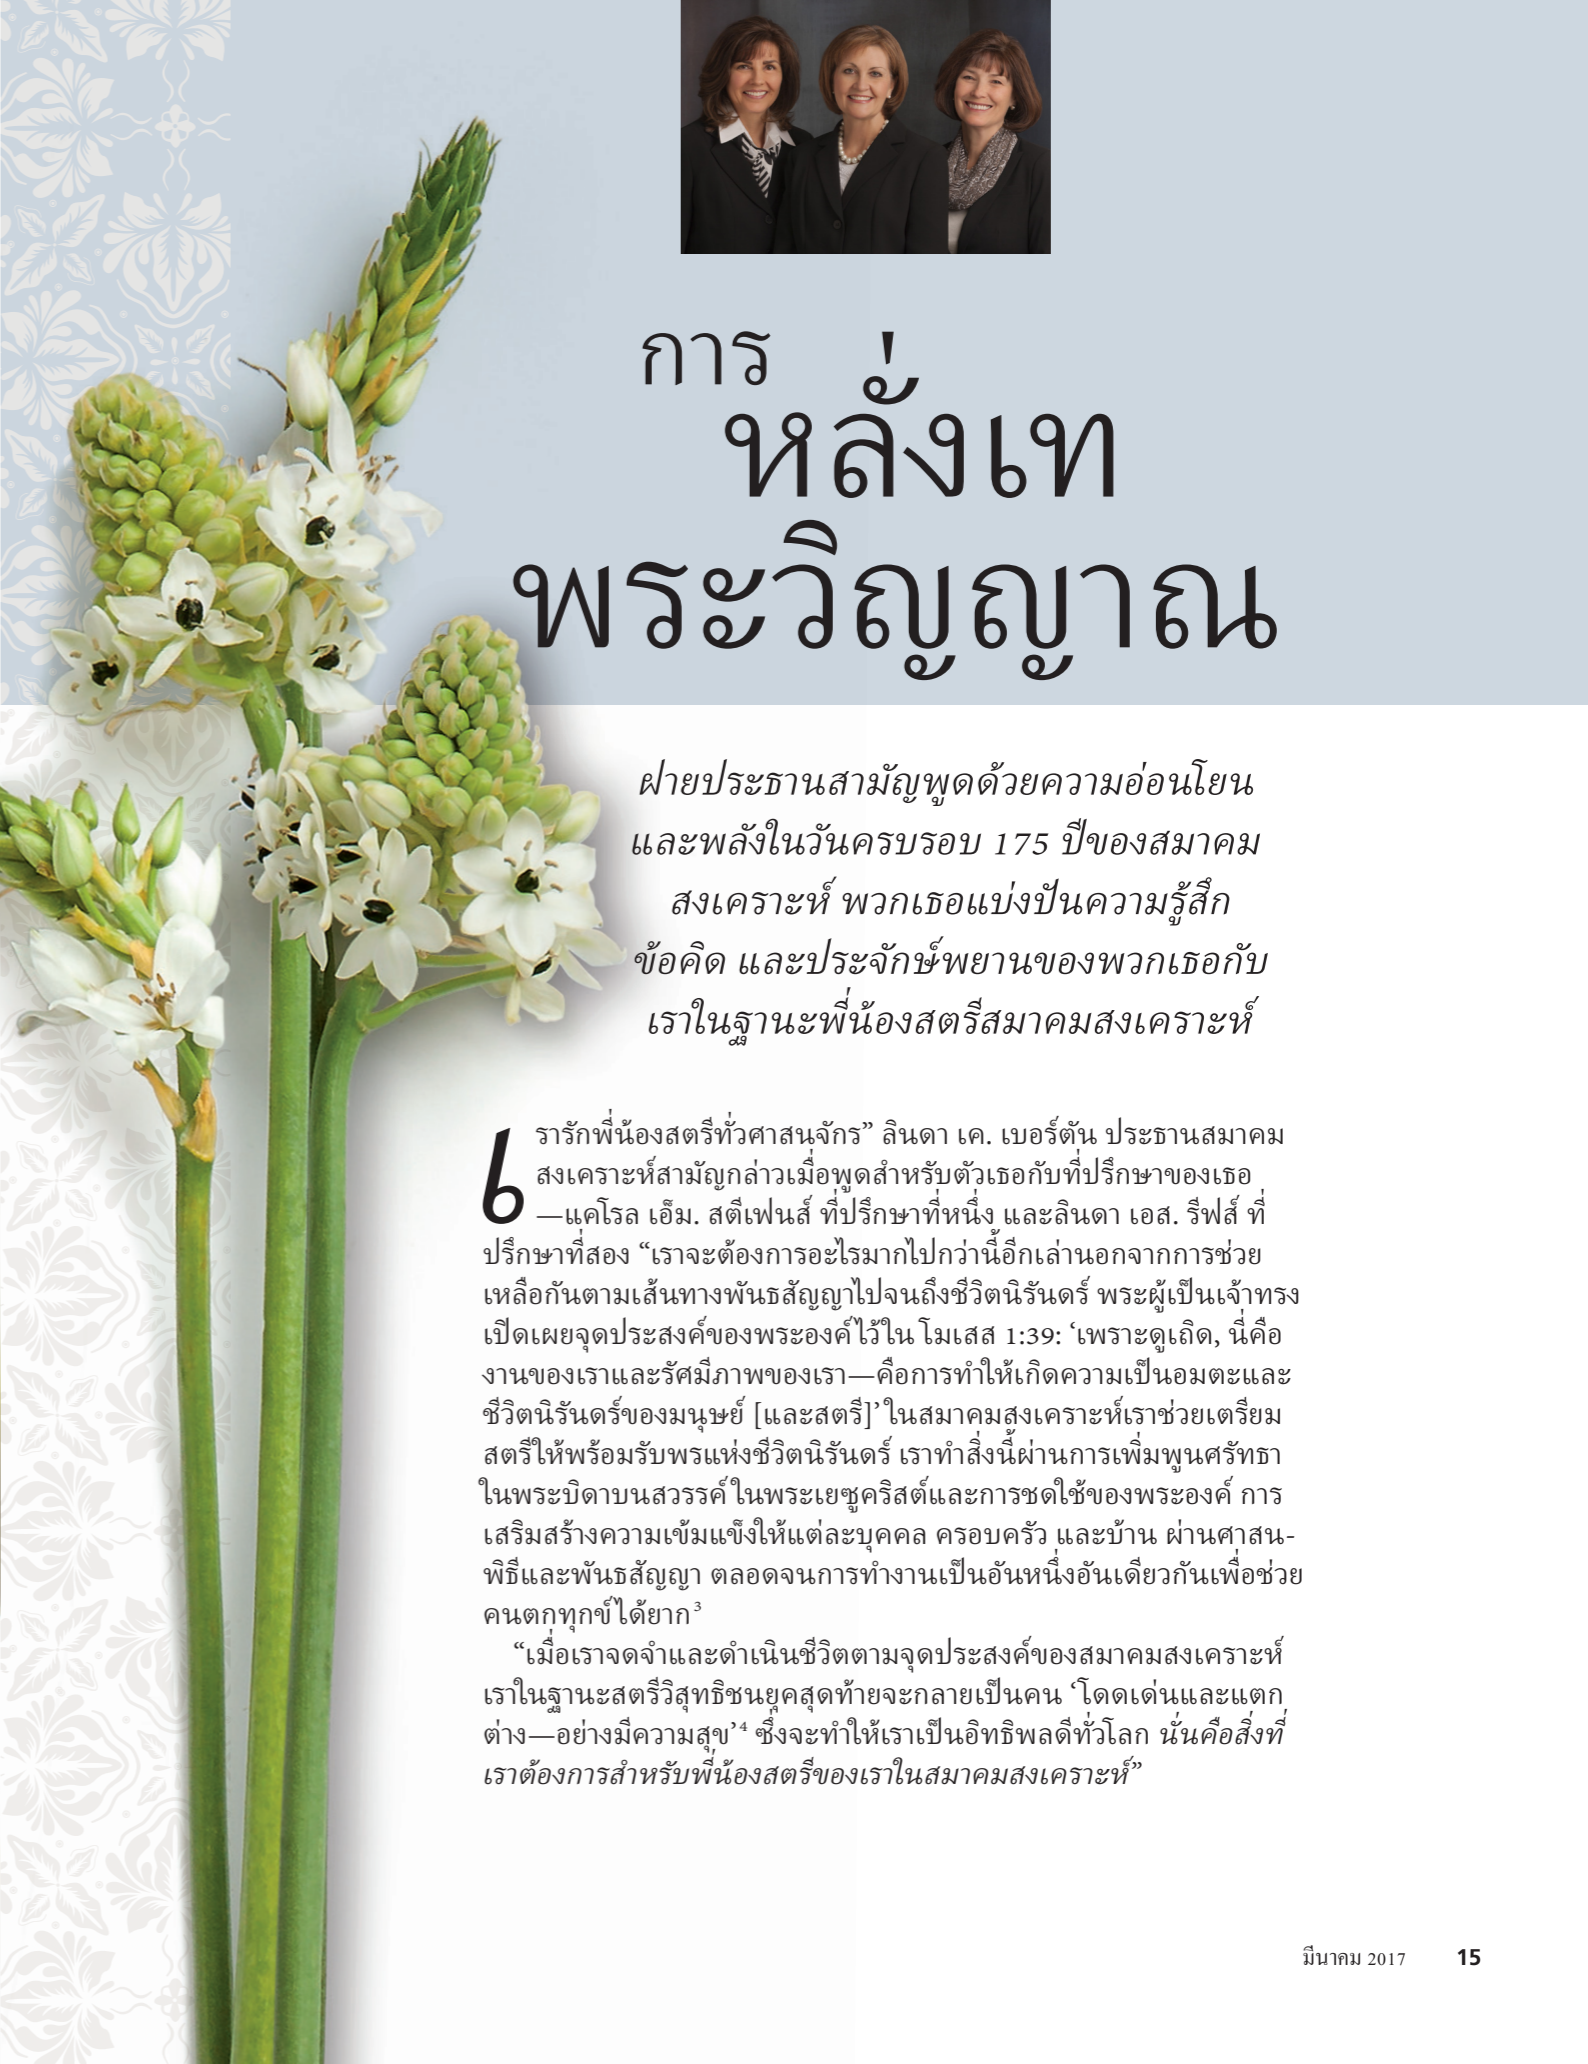 การ
หลั่งเท
พระวิญญาณ
ฝ่ายประธานสามัญพูดด้วยความอ่อนโยน
และพลังในวันครบรอบ 175 ปีของสมาคม
สงเคราะห์ พวกเธอแบ่งปันความรู้สึก
ข้อคิด และประจักษ์พยานของพวกเธอกับ
เราในฐานะพี่น้องสตรีสมาคมสงเคราะห์
เรารักพี่น้องสตรีทั่วศาสนจักร” ลินดา เค. เบอร์ตัน ประธานสมาคม
สงเคราะห์สามัญกล่าวเมื่อพูดสำหรับตัวเธอกับที่ปรึกษาของเธอ
—แคโรล เอ็ม. สตีเฟนส์ ที่ปรึกษาที่หนึ่ง และลินดา เอส. รีฟส์ ที่
ปรึกษาที่สอง “เราจะต้องการอะไรมากไปกว่านี้อีกเล่านอกจากการช่วย
เหลือกันตามเส้นทางพันธสัญญาไปจนถึงชีวิตนิรันดร์ พระผู้เป็นเจ้าทรง
เปิดเผยจุดประสงค์ของพระองค์ไว้ใน โมเสส 1:39: ‘เพราะดูเถิด, นี่คือ
งานของเราและรัศมีภาพของเรา—คือการทำให้เกิดความเป็นอมตะและ
ชีวิตนิรันดร์ของมนุษย์ [และสตรี]’ ในสมาคมสงเคราะห์เราช่วยเตรียม
สตรีให้พร้อมรับพรแห่งชีวิตนิรันดร์ เราทำสิ่งนี้ผ่านการเพิ่มพูนศรัทธา
ในพระบิดาบนสวรรค์ ในพระเยซูคริสต์และการชดใช้ของพระองค์ การ
เสริมสร้างความเข้มแข็งให้แต่ละบุคคล ครอบครัว และบ้าน ผ่านศาสน-
พิธีและพันธสัญญา ตลอดจนการทำงานเป็นอันหนึ่งอันเดียวกันเพื่อช่วย
คนตกทุกข์ได้ยาก³
“เมื่อเราจดจำและดำเนินชีวิตตามจุดประสงค์ของสมาคมสงเคราะห์
เราในฐานะสตรีวิสุทธิชนยุคสุดท้ายจะกลายเป็นคน ‘โดดเด่นและแตก
ต่าง—อย่างมีความสุข’⁴ ซึ่งจะทำให้เราเป็นอิทธิพลดีทั่วโลก นั่นคือสิ่งที่
เราต้องการสำหรับพี่น้องสตรีของเราในสมาคมสงเคราะห์”
มีนาคม 2017 15